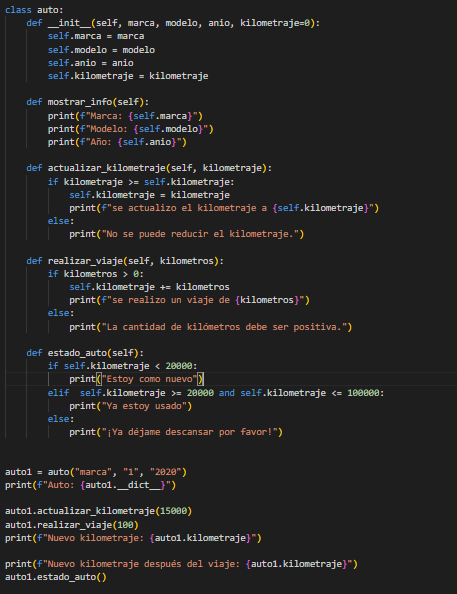 class auto:
    def __init__(self, marca, modelo, anio, kilometraje=0):
        self.marca = marca
        self.modelo = modelo
        self.anio = anio
        self.kilometraje = kilometraje

    def mostrar_info(self):
        print(f"Marca: {self.marca}")
        print(f"Modelo: {self.modelo}")
        print(f"Año: {self.anio}")

    def actualizar_kilometraje(self, kilometraje):
        if kilometraje >= self.kilometraje:
            self.kilometraje = kilometraje
            print(f"se actualizo el kilometraje a {self.kilometraje}")
        else:
            print("No se puede reducir el kilometraje.")

    def realizar_viaje(self, kilometros):
        if kilometros > 0:
            self.kilometraje += kilometros
            print(f"se realizo un viaje de {kilometros}")
        else:
            print("La cantidad de kilómetros debe ser positiva.")

    def estado_auto(self):
        if self.kilometraje < 20000:
            print("Estoy como nuevo")
        elif  self.kilometraje >= 20000 and self.kilometraje <= 100000:
            print("Ya estoy usado")
        else:
            print("¡Ya déjame descansar por favor!")


auto1 = auto("marca", "1", "2020")
print(f"Auto: {auto1.__dict__}")

auto1.actualizar_kilometraje(15000)
auto1.realizar_viaje(100)
print(f"Nuevo kilometraje: {auto1.kilometraje}")

print(f"Nuevo kilometraje después del viaje: {auto1.kilometraje}")
auto1.estado_auto()